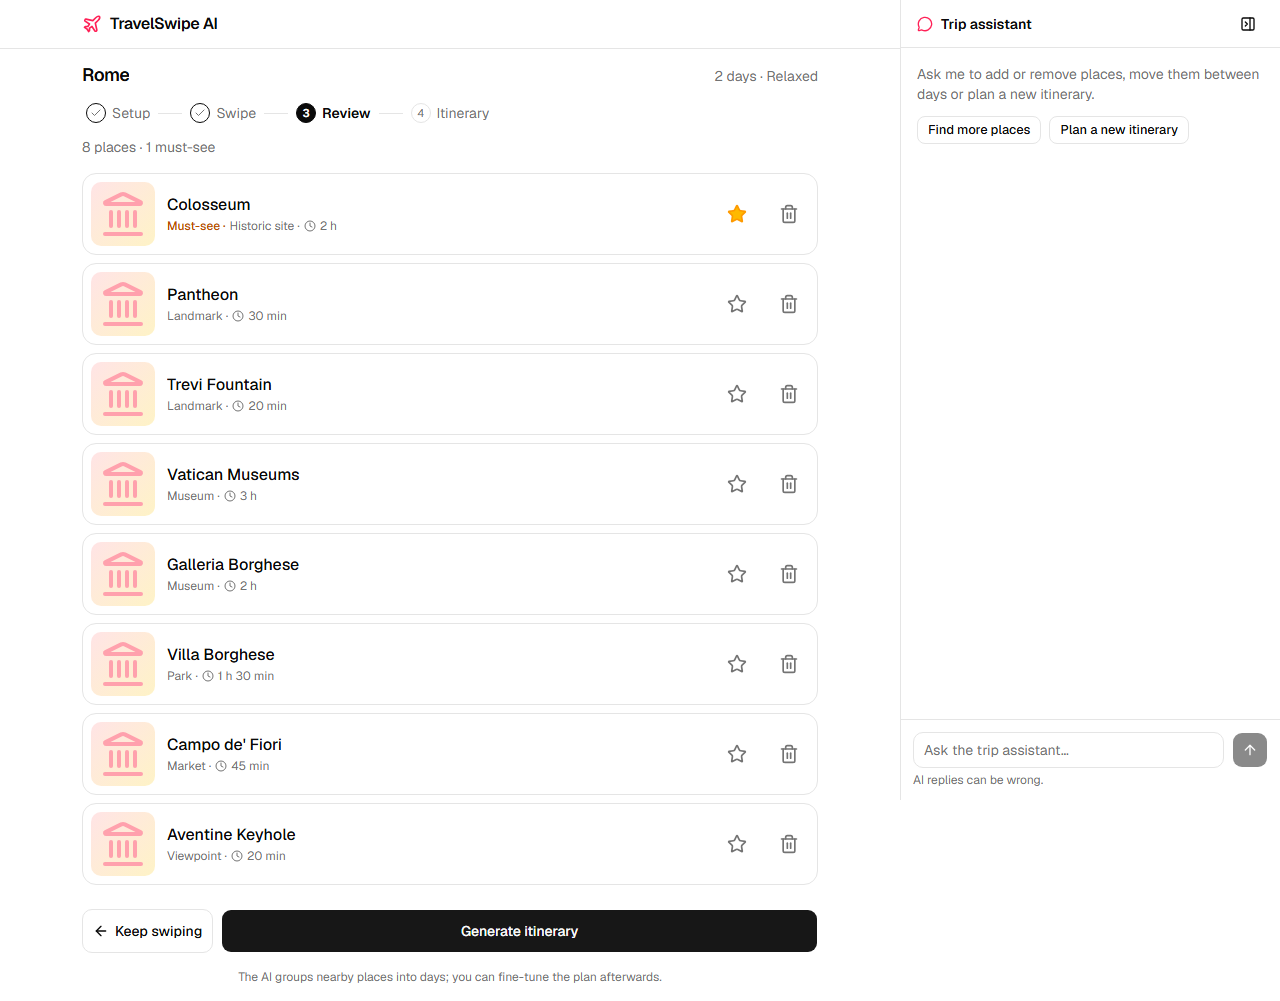 TravelSwipe AI
Rome
2 days · Relaxed
Setup
Swipe
3 Review
4 Itinerary
8 places · 1 must-see
Colosseum
Must-see · Historic site · 2 h
Pantheon
Landmark · 30 min
Trevi Fountain
Landmark · 20 min
Vatican Museums
Museum · 3 h
Galleria Borghese
Museum · 2 h
Villa Borghese
Park · 1 h 30 min
Campo de' Fiori
Market · 45 min
Aventine Keyhole
Viewpoint · 20 min
Keep swiping
Generate itinerary
The AI groups nearby places into days; you can fine-tune the plan afterwards.
Trip assistant
Ask me to add or remove places, move them between
days or plan a new itinerary.
Find more places
Plan a new itinerary
Ask the trip assistant…
AI replies can be wrong.